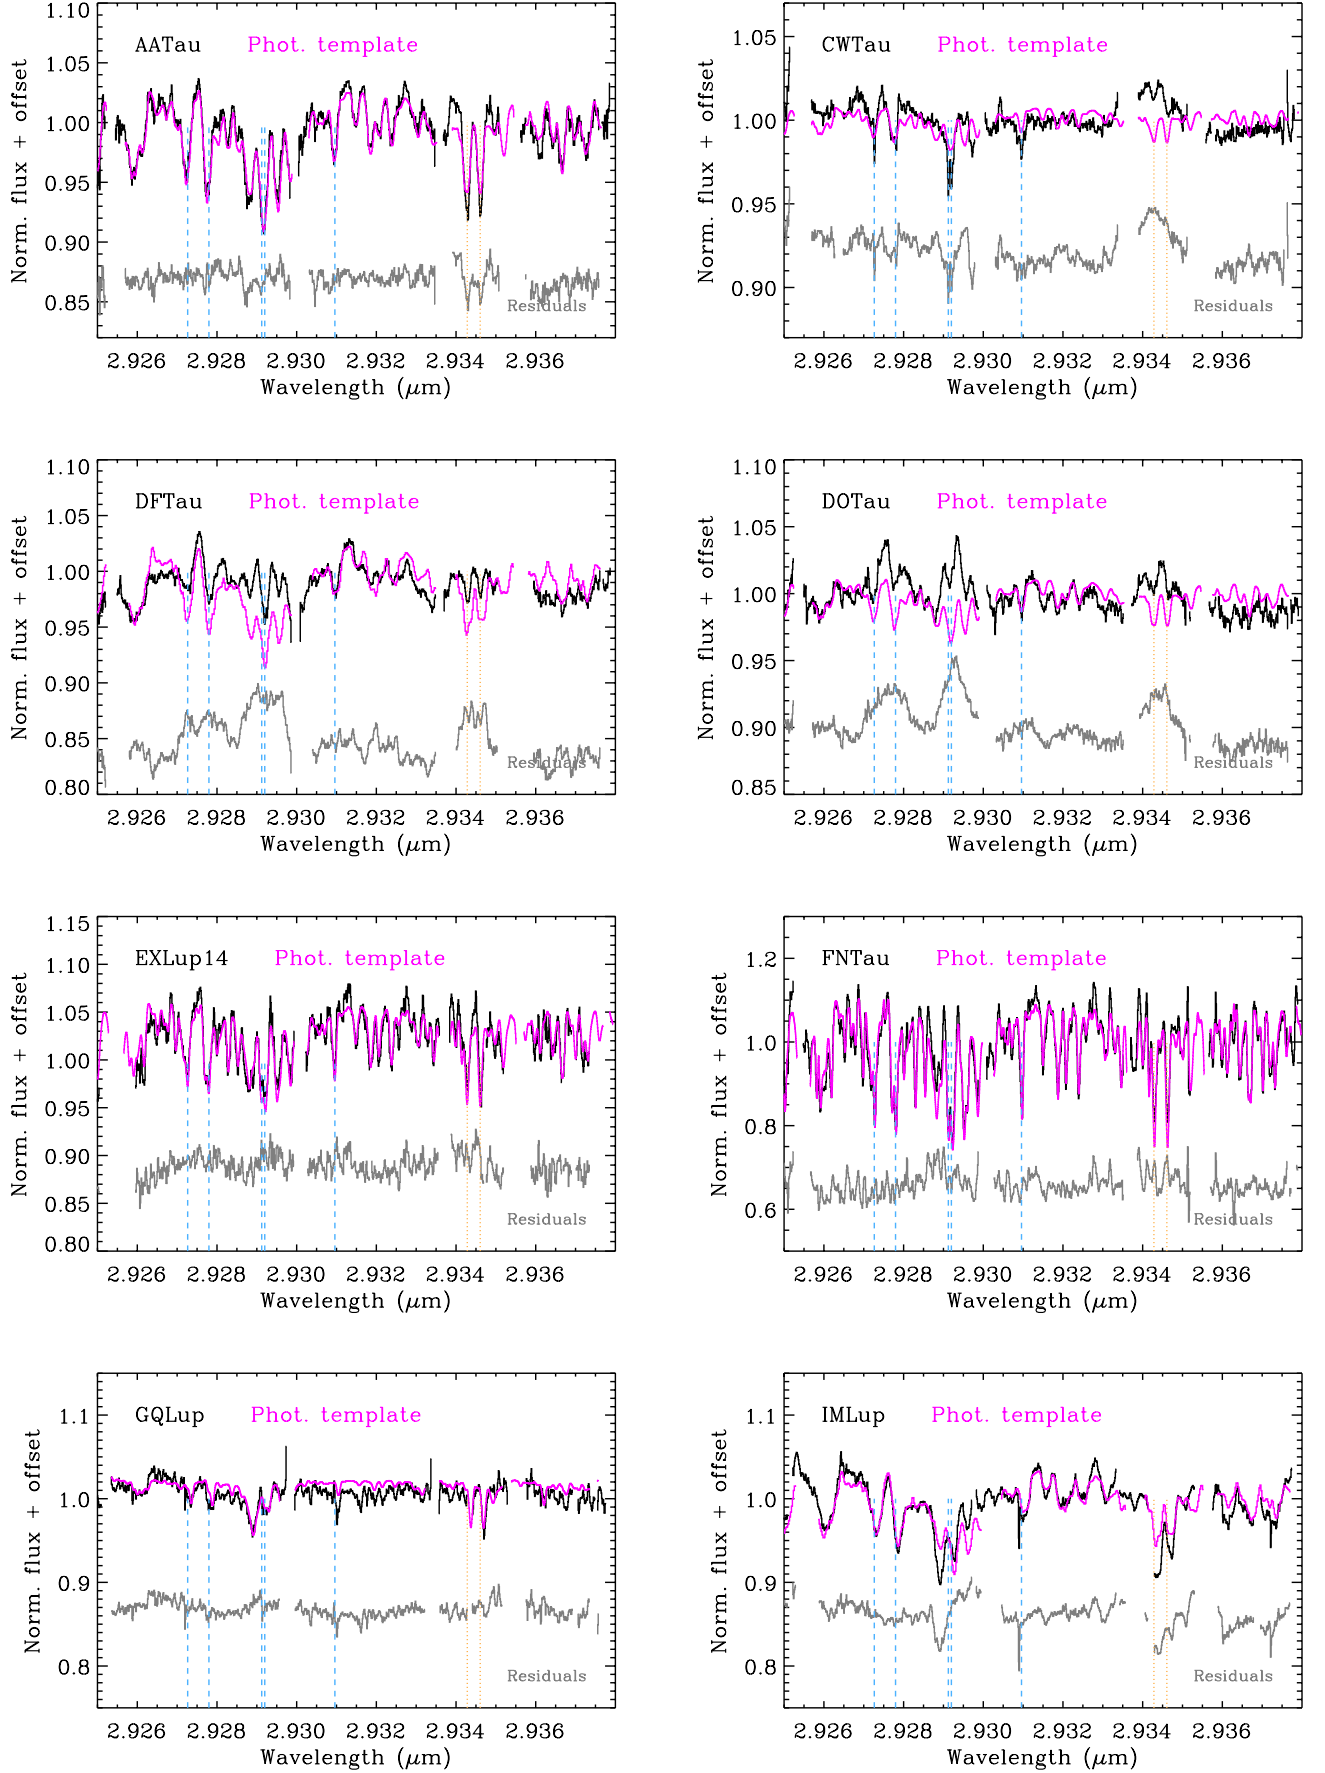 1.10 1.05 1.00 0.95 0.90 0.85
Norm. flux + offset
AATau Phot. template
Residuals
2.926 2.928 2.930 2.932 2.934 2.936
Wavelength (μm)
1.05 1.00 0.95 0.90
Norm. flux + offset
CWTau Phot. template
Residuals
2.926 2.928 2.930 2.932 2.934 2.936
Wavelength (μm)
1.10 1.05 1.00 0.95 0.90 0.85 0.80
Norm. flux + offset
DFTau Phot. template
Residuals
2.926 2.928 2.930 2.932 2.934 2.936
Wavelength (μm)
1.10 1.05 1.00 0.95 0.90 0.85
Norm. flux + offset
DOTau Phot. template
Residuals
2.926 2.928 2.930 2.932 2.934 2.936
Wavelength (μm)
1.15 1.10 1.05 1.00 0.95 0.90 0.85 0.80
Norm. flux + offset
EXLup14 Phot. template
Residuals
2.926 2.928 2.930 2.932 2.934 2.936
Wavelength (μm)
1.2 1.0 0.8 0.6
Norm. flux + offset
FNTau Phot. template
Residuals
2.926 2.928 2.930 2.932 2.934 2.936
Wavelength (μm)
1.1 1.0 0.9 0.8
Norm. flux + offset
GQLup Phot. template
Residuals
2.926 2.928 2.930 2.932 2.934 2.936
Wavelength (μm)
1.1 1.0 0.9 0.8
Norm. flux + offset
IMLup Phot. template
Residuals
2.926 2.928 2.930 2.932 2.934 2.936
Wavelength (μm)